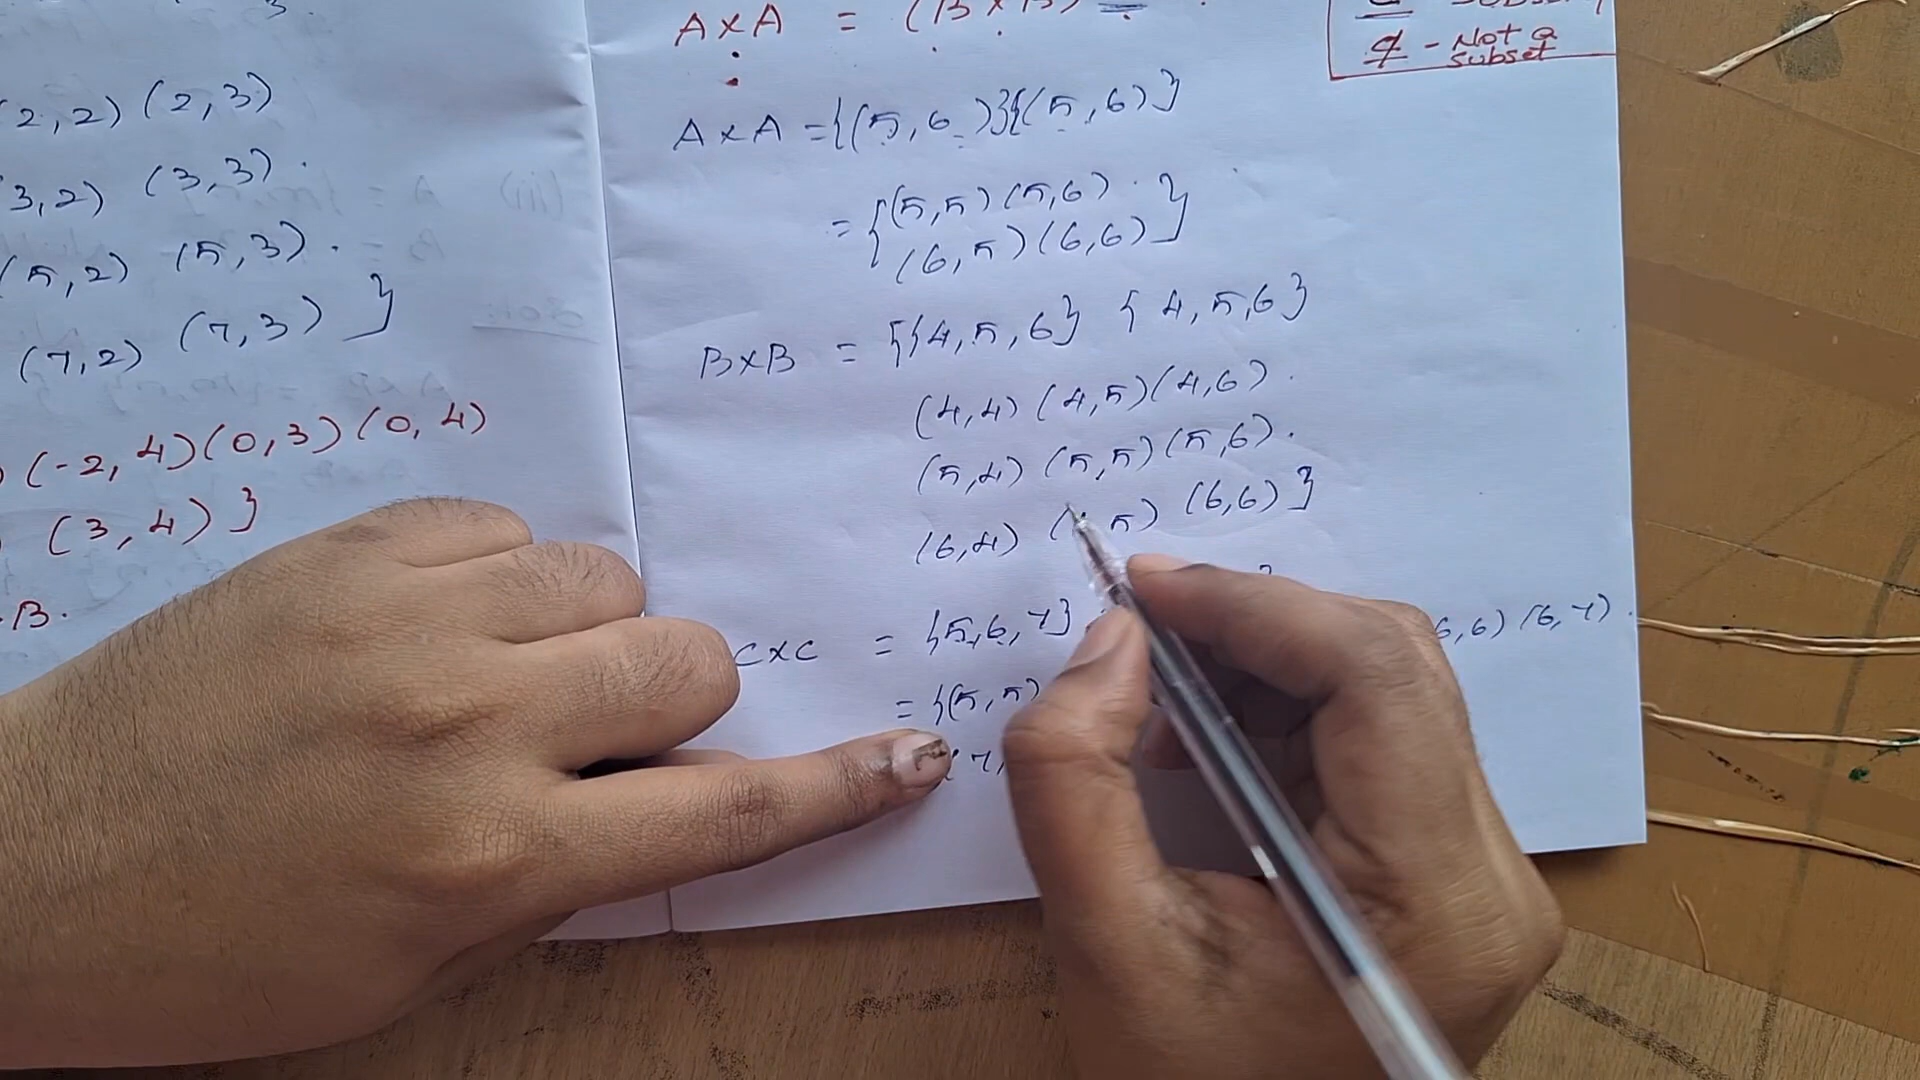 2,2) (2,3)
3,2) (3,3).
(5,2) (5,3).
(7,2) (7,3) }
(-2,4)(0,3)(0,4)
(3,4) }
B.
A×A = (B×B)
⊄ - Not a
subset
A×A = {(5,6)}{(5,6)}
= {(5,5)(5,6)
(6,5)(6,6)}
B×B = {{4,5,6} {4,5,6}
(4,4) (4,5)(4,6).
(5,4) (5,5)(5,6).
(6,4) ( ,5) (6,6)}
C×C = {5,6,7}
6,6) (6,7).
= {(5,5)
(7,